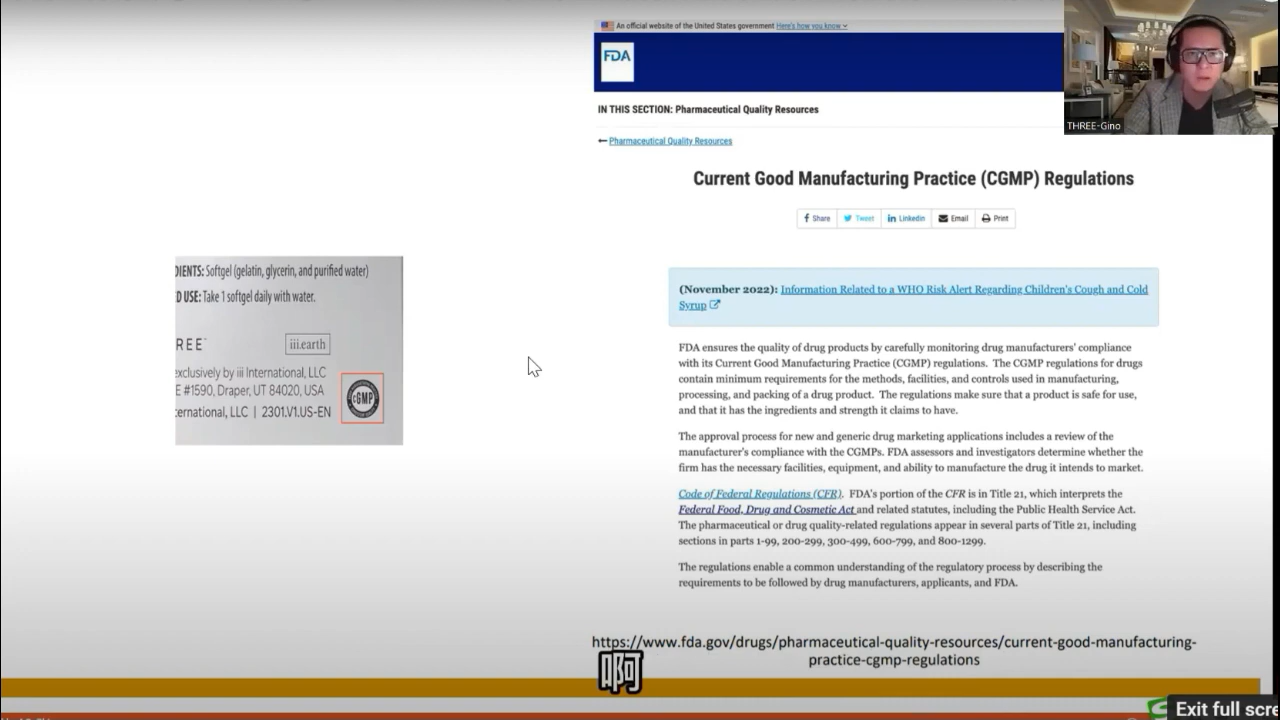 An official website of the United States government Here's how you know
FDA
IN THIS SECTION: Pharmaceutical Quality Resources
Pharmaceutical Quality Resources
Current Good Manufacturing Practice (CGMP) Regulations
Share Tweet Linkedin Email Print
(November 2022): Information Related to a WHO Risk Alert Regarding Children's Cough and Cold
Syrup
FDA ensures the quality of drug products by carefully monitoring drug manufacturers' compliance
with its Current Good Manufacturing Practice (CGMP) regulations. The CGMP regulations for drugs
contain minimum requirements for the methods, facilities, and controls used in manufacturing,
processing, and packing of a drug product. The regulations make sure that a product is safe for use,
and that it has the ingredients and strength it claims to have.
The approval process for new and generic drug marketing applications includes a review of the
manufacturer's compliance with the CGMPs. FDA assessors and investigators determine whether the
firm has the necessary facilities, equipment, and ability to manufacture the drug it intends to market.
Code of Federal Regulations (CFR). FDA's portion of the CFR is in Title 21, which interprets the
Federal Food, Drug and Cosmetic Act and related statutes, including the Public Health Service Act.
The pharmaceutical or drug quality-related regulations appear in several parts of Title 21, including
sections in parts 1-99, 200-299, 300-499, 600-799, and 800-1299.
The regulations enable a common understanding of the regulatory process by describing the
requirements to be followed by drug manufacturers, applicants, and FDA.
https://www.fda.gov/drugs/pharmaceutical-quality-resources/current-good-manufacturing-
practice-cgmp-regulations
DIENTS: Softgel (gelatin, glycerin, and purified water)
D USE: Take 1 softgel daily with water.
REE™
iii.earth
exclusively by iii International, LLC
E #1590, Draper, UT 84020, USA
ternational, LLC | 2301.V1.US-EN
cGMP
THREE-Gino
Exit full scre